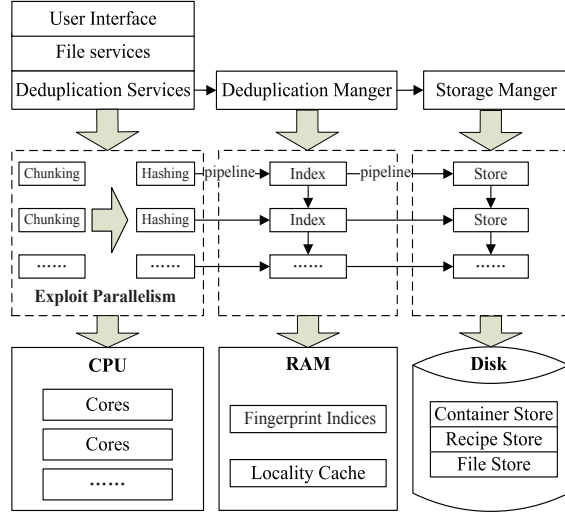 User Interface
File services
Deduplication Services
Deduplication Manger
Storage Manger
Chunking
Hashing
pipeline
Index
pipeline
Store
Chunking
Hashing
Index
Store
......
......
......
......
Exploit Parallelism
CPU
RAM
Disk
Cores
Cores
......
Fingerprint Indices
Locality Cache
Container Store
Recipe Store
File Store